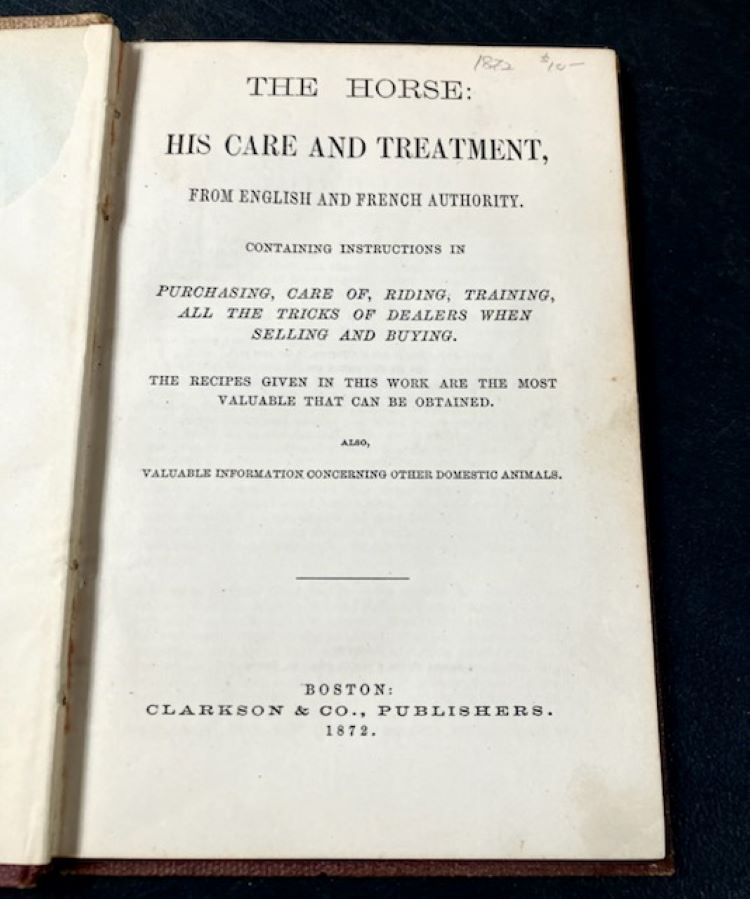 1872 $10—
THE HORSE:
HIS CARE AND TREATMENT,
FROM ENGLISH AND FRENCH AUTHORITY.
CONTAINING INSTRUCTIONS IN
PURCHASING, CARE OF, RIDING, TRAINING,
ALL THE TRICKS OF DEALERS WHEN
SELLING AND BUYING.
THE RECIPES GIVEN IN THIS WORK ARE THE MOST
VALUABLE THAT CAN BE OBTAINED.
ALSO,
VALUABLE INFORMATION CONCERNING OTHER DOMESTIC ANIMALS.
BOSTON:
CLARKSON & CO., PUBLISHERS.
1872.